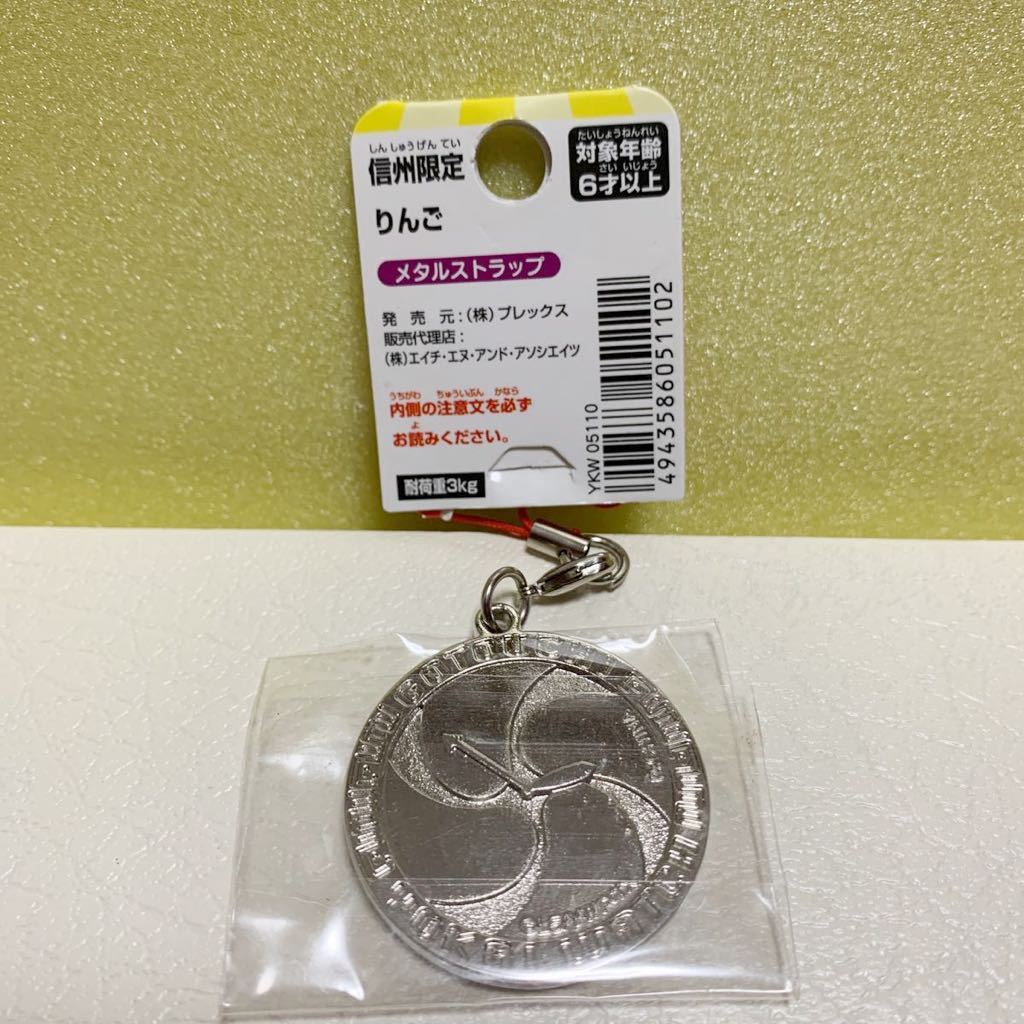 しんしゅうげんてい
信州限定
たいしょうねんれい
対象年齢
さい いじょう
6才以上
りんご
メタルストラップ
発売元:(株)プレックス
販売代理店:
(株)エイチ・エヌ・アンド・アソシエイツ
うちがわ ちゅういぶん かなら
内側の注意文を必ず
よ
お読みください。
耐荷重3kg
YKW 05110
4943586051102